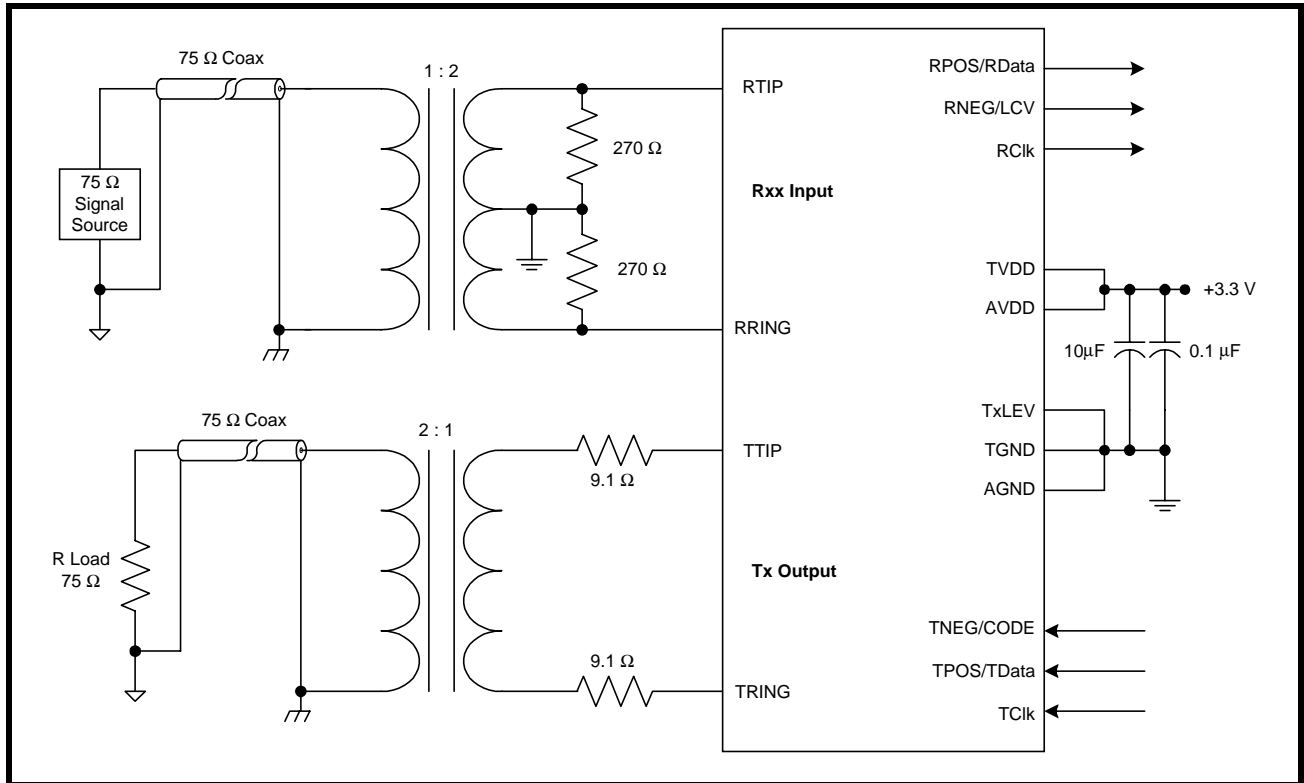 75 Ω Coax
1 : 2
75 Ω
Signal
Source
270 Ω
270 Ω
RTIP
Rxx Input
RRING
RPOS/RData
RNEG/LCV
RClk
TVDD
AVDD
+3.3 V
10μF
0.1 μF
TxLEV
TGND
AGND
75 Ω Coax
2 : 1
R Load
75 Ω
9.1 Ω
9.1 Ω
TTIP
Tx Output
TRING
TNEG/CODE
TPOS/TData
TClk